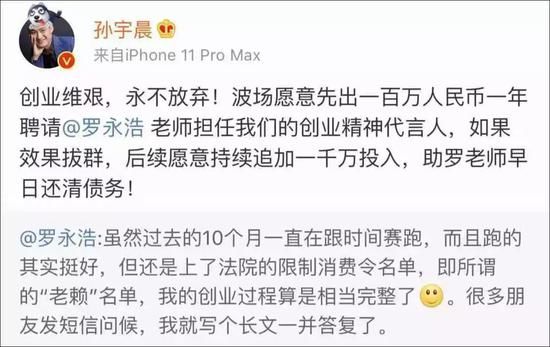 孙宇晨
来自iPhone 11 Pro Max
创业维艰，永不放弃！波场愿意先出一百万人民币一年
聘请@罗永浩 老师担任我们的创业精神代言人，如果
效果拔群，后续愿意持续追加一千万投入，助罗老师早
日还清债务！
@罗永浩:虽然过去的10个月一直在跟时间赛跑，而且跑的
其实挺好，但还是上了法院的限制消费令名单，即所谓
的“老赖”名单，我的创业过程算是相当完整了。很多朋
友发短信问候，我就写个长文一并答复了。